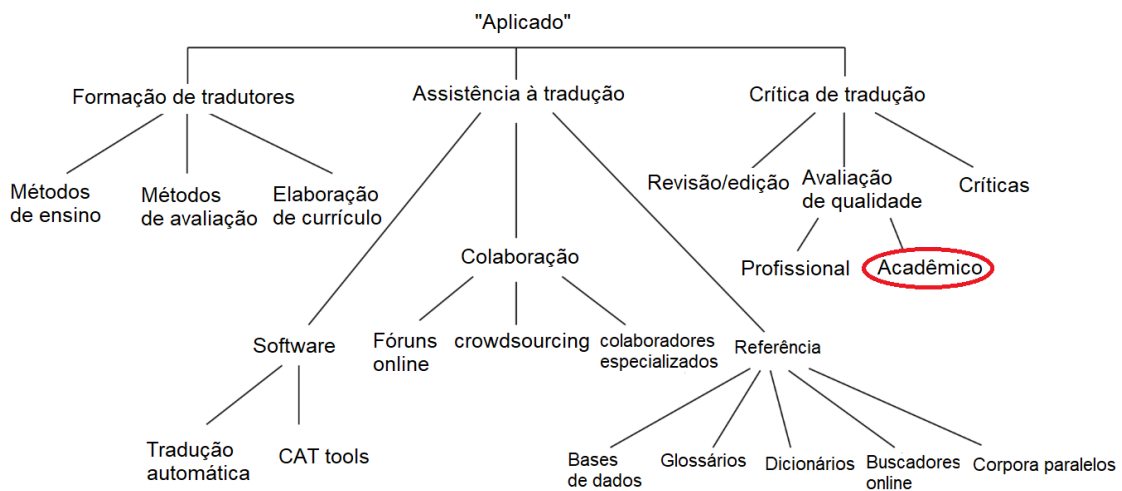 "Aplicado"
Formação de tradutores
Assistência à tradução
Crítica de tradução
Métodos
de ensino
Métodos
de avaliação
Elaboração
de currículo
Revisão/edição
Avaliação
de qualidade
Críticas
Colaboração
Profissional
Acadêmico
Software
Fóruns
online
crowdsourcing
colaboradores
especializados
Referência
Tradução
automática
CAT tools
Bases
de dados
Glossários
Dicionários
Buscadores
online
Corpora paralelos